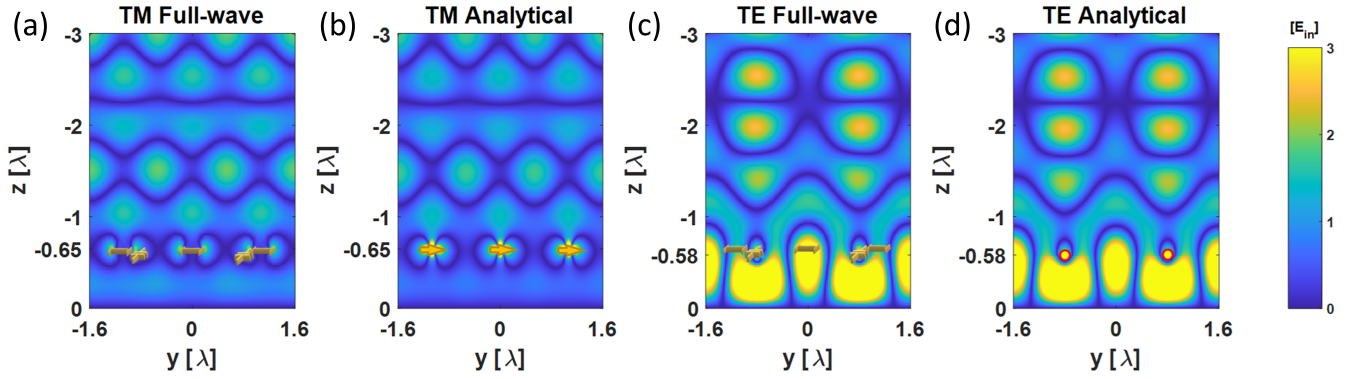 (a) TM Full-wave
(b) TM Analytical
(c) TE Full-wave
(d) TE Analytical
[E_in]
-3
-2
-1
-0.65
0
z [λ]
-1.6
0
1.6
y [λ]
-3
-2
-1
-0.65
0
z [λ]
-1.6
0
1.6
y [λ]
-3
-2
-1
-0.58
0
z [λ]
-1.6
0
1.6
y [λ]
-3
-2
-1
-0.58
0
z [λ]
-1.6
0
1.6
y [λ]
3
2
1
0